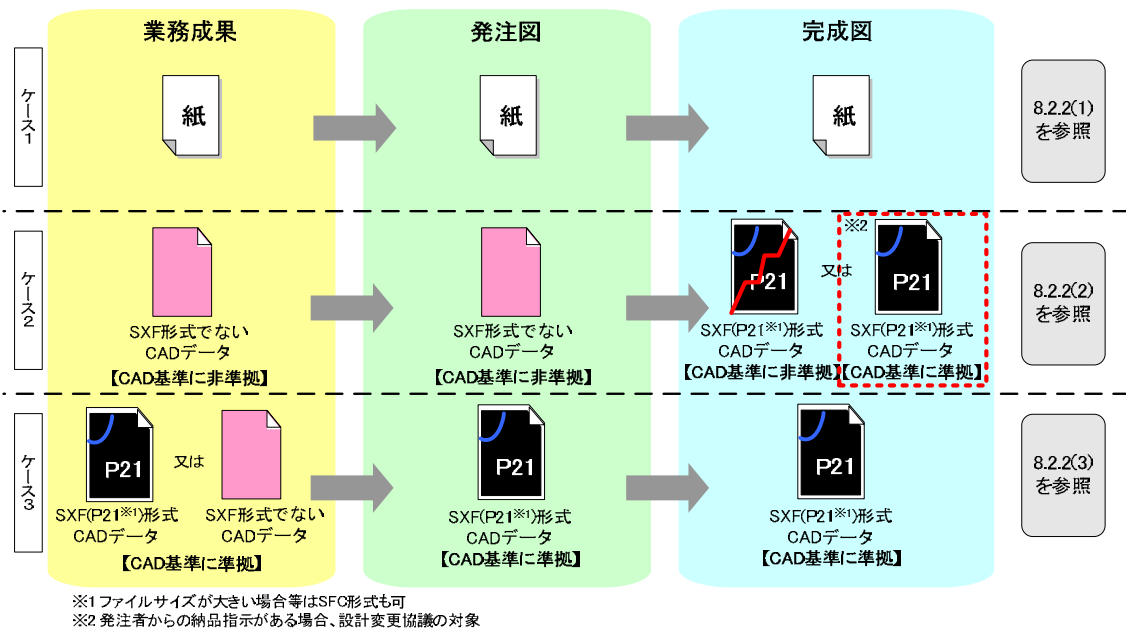 業務成果
発注図
完成図
ケース1
紙
紙
紙
8.2.2(1)
を参照
ケース2
SXF形式でない
CADデータ
【CAD基準に非準拠】
SXF形式でない
CADデータ
【CAD基準に非準拠】
P21
SXF(P21※1)形式
CADデータ
【CAD基準に非準拠】
又は
※2
P21
SXF(P21※1)形式
CADデータ
【CAD基準に準拠】
8.2.2(2)
を参照
ケース3
P21
SXF(P21※1)形式
CADデータ
又は
SXF形式でない
CADデータ
【CAD基準に準拠】
P21
SXF(P21※1)形式
CADデータ
【CAD基準に準拠】
P21
SXF(P21※1)形式
CADデータ
【CAD基準に準拠】
8.2.2(3)
を参照
※1 ファイルサイズが大きい場合等はSFC形式も可
※2 発注者からの納品指示がある場合、設計変更協議の対象